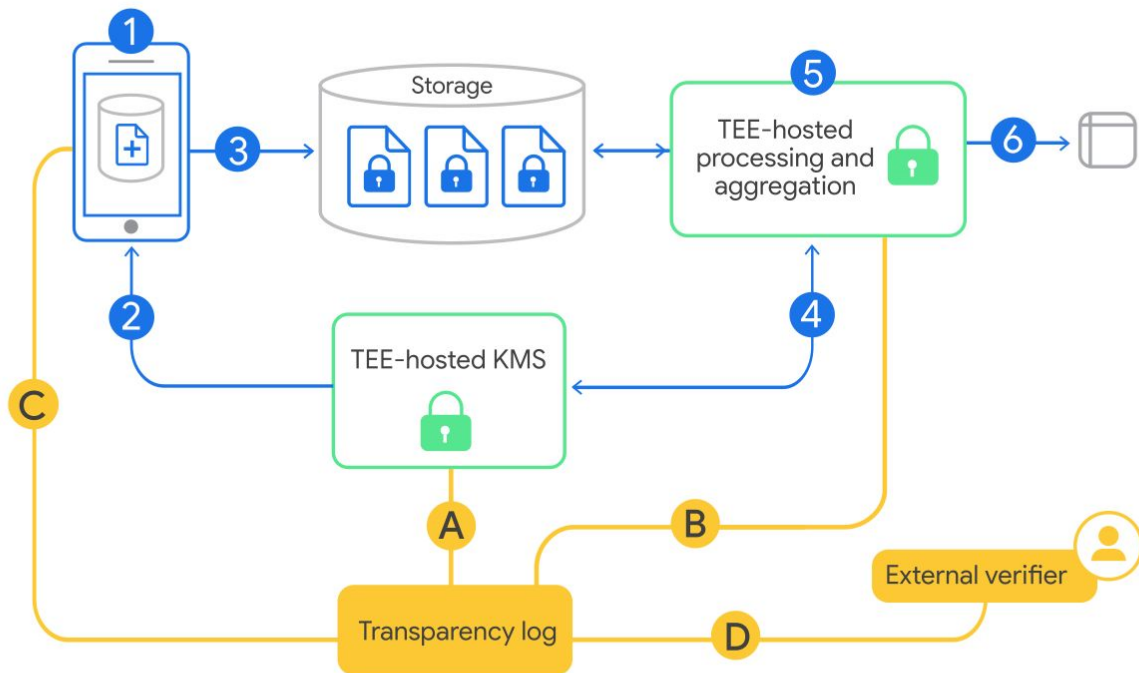 1
Storage
5
TEE-hosted
processing and
aggregation
3
6
2
4
TEE-hosted KMS
C
A
B
External verifier
Transparency log
D